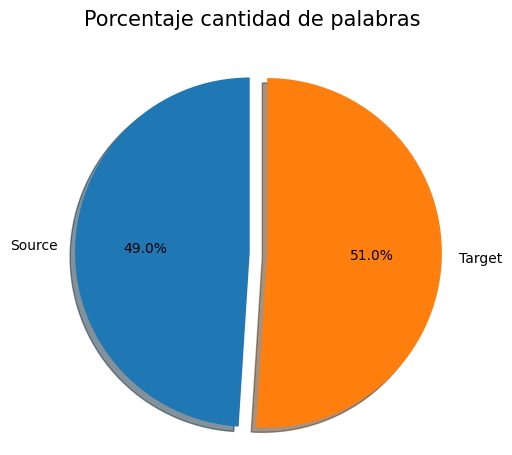 Porcentaje cantidad de palabras
Source
49.0%
51.0%
Target